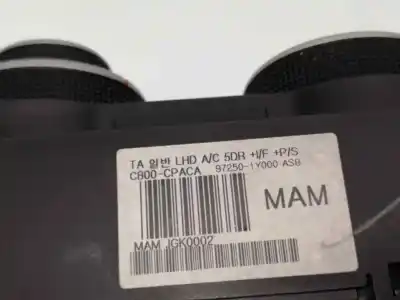 TA 일반 LHD A/C 5DR +I/F +P/S
C800-CPACA 97250-1Y000 ASB
MAM
MAM JGK0002